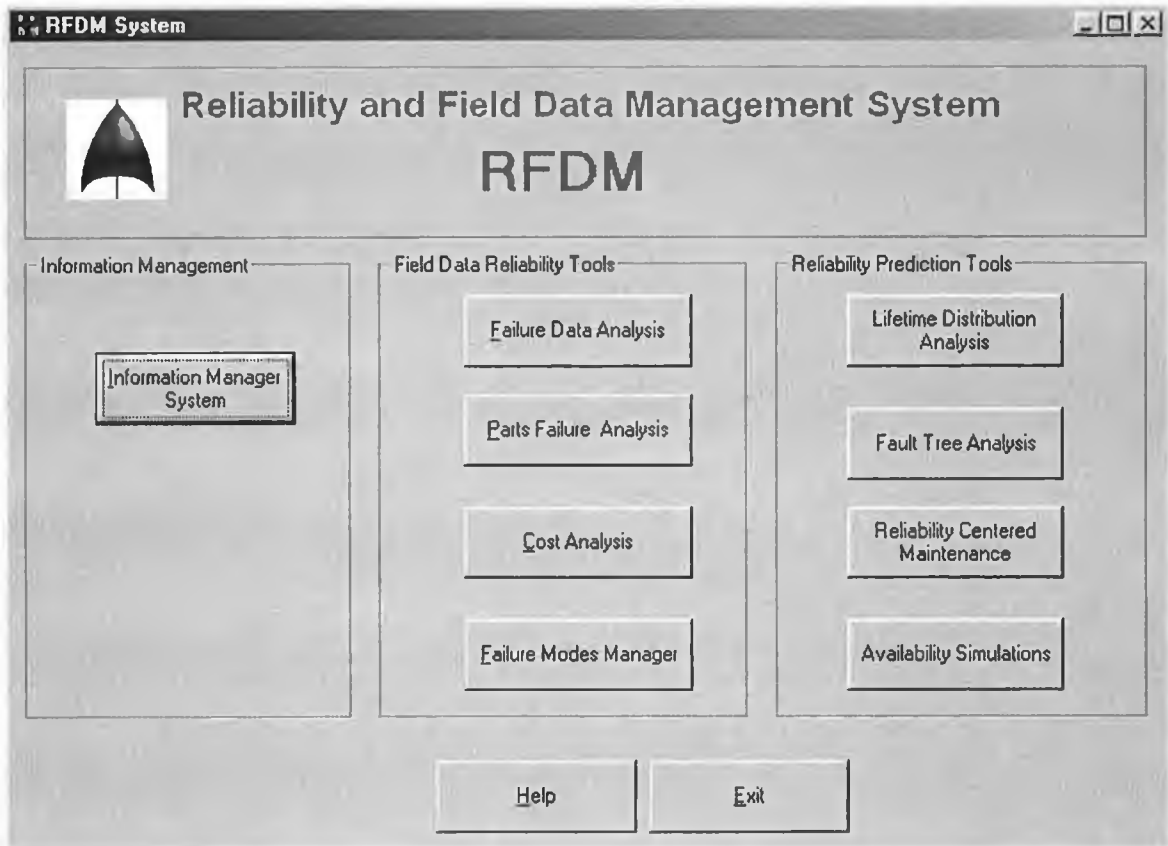 RFDM System
Reliability and Field Data Management System
RFDM
Information Management
Information Manager
System
Field Data Reliability Tools
Failure Data Analysis
Parts Failure Analysis
Cost Analysis
Failure Modes Manager
Reliability Prediction Tools
Lifetime Distribution
Analysis
Fault Tree Analysis
Reliability Centered
Maintenance
Availability Simulations
Help
Exit